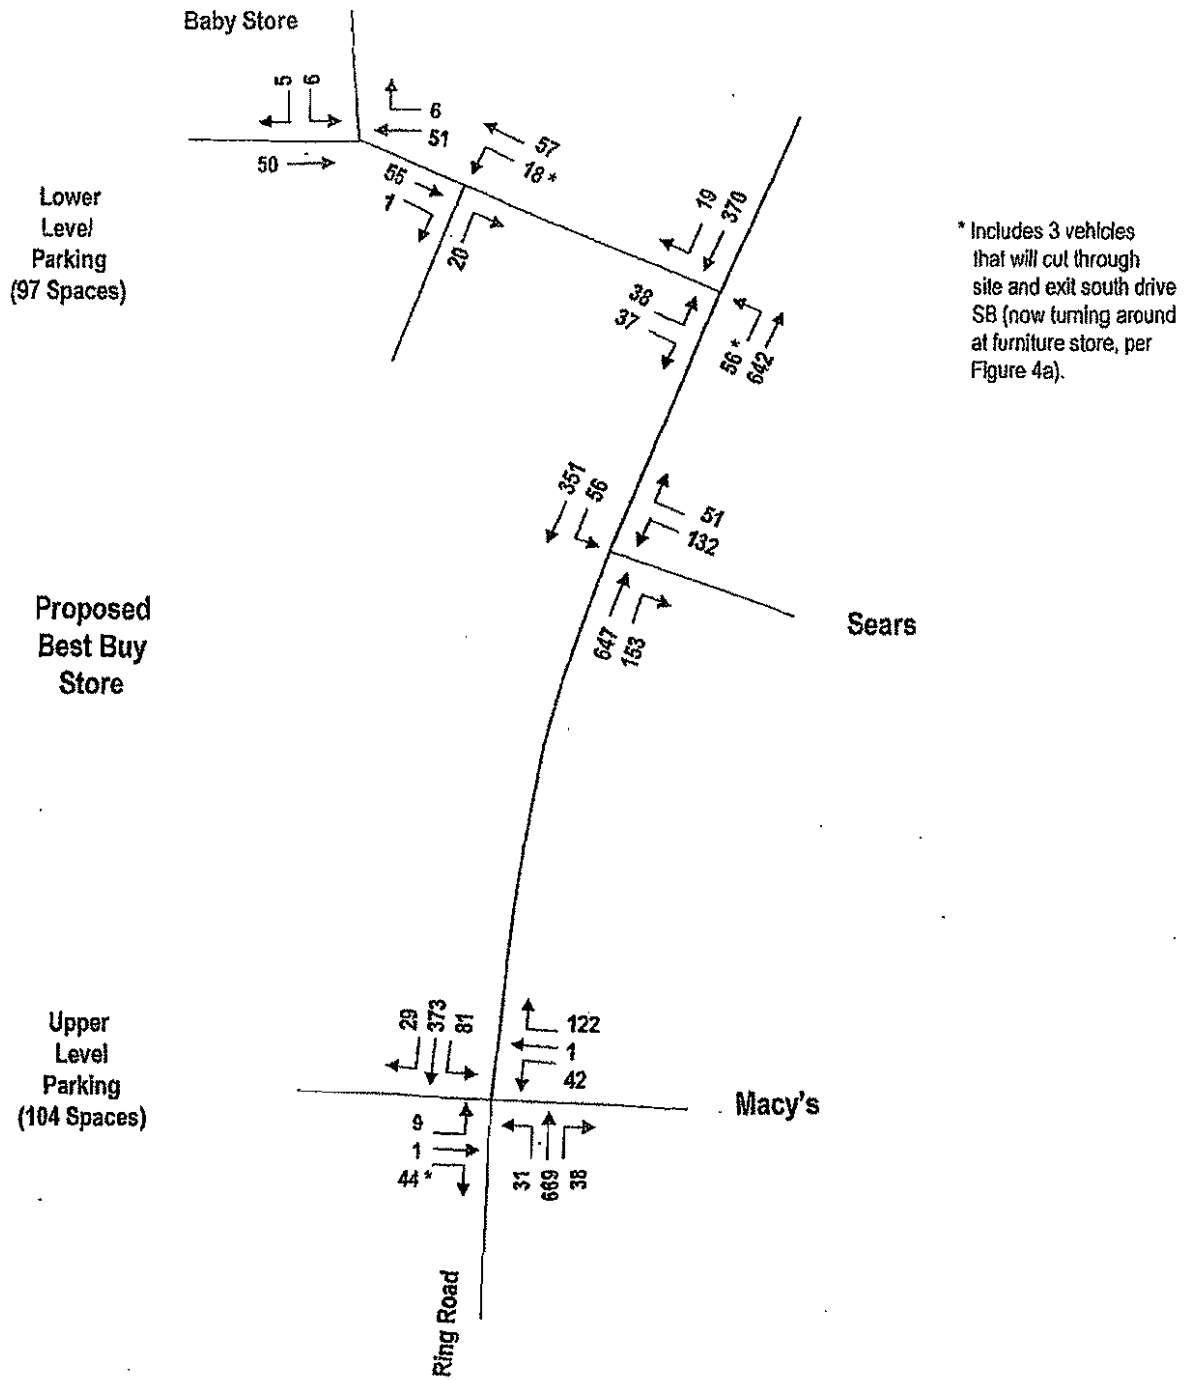 Baby Store
5
6
6
51
50
57
18 *
55
1
20
Lower
Level
Parking
(97 Spaces)
19
370
38
37
56 *
642
* Includes 3 vehicles
that will cut through
site and exit south drive
SB (now turning around
at furniture store, per
Figure 4a).
351
56
51
132
647
153
Sears
Proposed
Best Buy
Store
Upper
Level
Parking
(104 Spaces)
29
373
81
122
1
42
Macy's
9
1
44 *
31
669
38
Ring Road